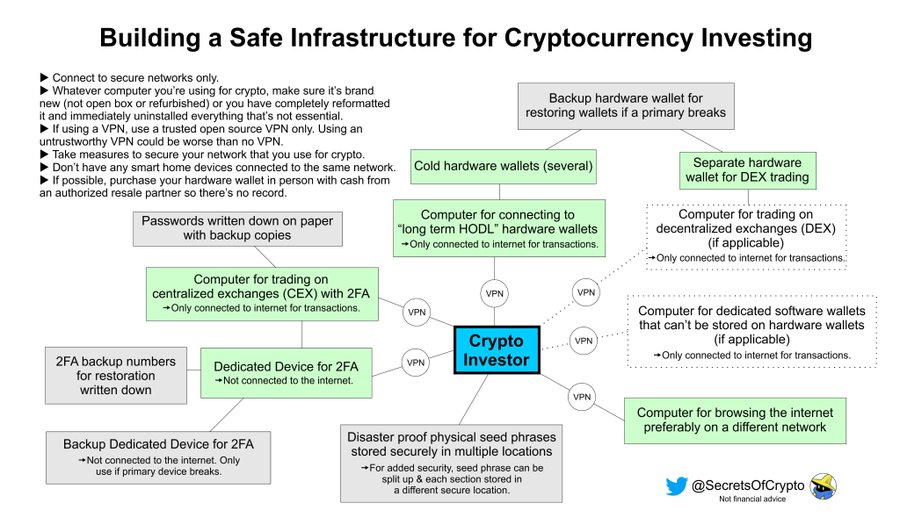 Building a Safe Infrastructure for Cryptocurrency Investing
▶ Connect to secure networks only.
▶ Whatever computer you're using for crypto, make sure it's brand
new (not open box or refurbished) or you have completely reformatted
it and immediately uninstalled everything that's not essential.
▶ If using a VPN, use a trusted open source VPN only. Using an
untrustworthy VPN could be worse than no VPN.
▶ Take measures to secure your network that you use for crypto.
▶ Don't have any smart home devices connected to the same network.
▶ If possible, purchase your hardware wallet in person with cash from
an authorized resale partner so there's no record.
Backup hardware wallet for
restoring wallets if a primary breaks
Cold hardware wallets (several)
Separate hardware
wallet for DEX trading
Computer for connecting to
"long term HODL" hardware wallets
→Only connected to internet for transactions.
Computer for trading on
decentralized exchanges (DEX)
(if applicable)
→Only connected to internet for transactions.
Passwords written down on paper
with backup copies
Computer for trading on
centralized exchanges (CEX) with 2FA
→Only connected to internet for transactions.
VPN
VPN
VPN
Computer for dedicated software wallets
that can't be stored on hardware wallets
(if applicable)
→Only connected to internet for transactions.
Crypto
Investor
VPN
2FA backup numbers
for restoration
written down
Dedicated Device for 2FA
→Not connected to the internet.
VPN
VPN
Computer for browsing the internet
preferably on a different network
Backup Dedicated Device for 2FA
→Not connected to the internet. Only
use if primary device breaks.
Disaster proof physical seed phrases
stored securely in multiple locations
→For added security, seed phrase can be
split up & each section stored in
a different secure location.
@SecretsOfCrypto
Not financial advice